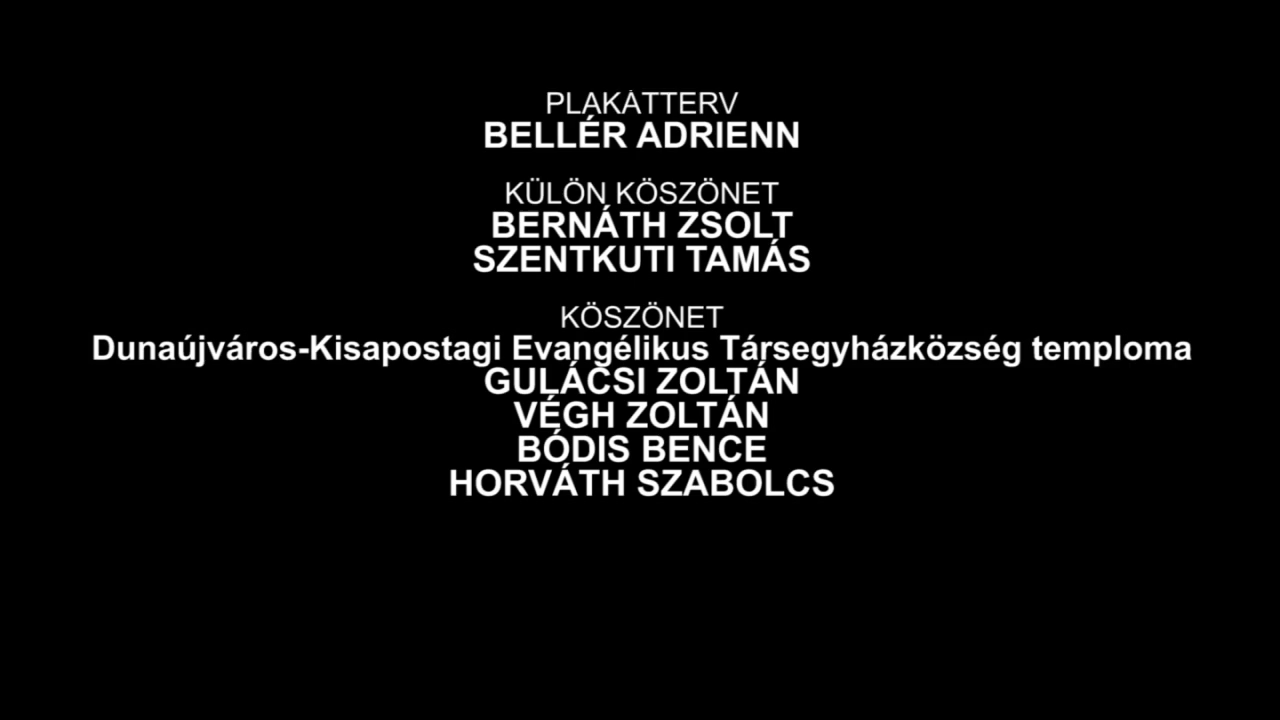 PLAKÁTTERV
BELLÉR ADRIENN
KÜLÖN KÖSZÖNET
BERNÁTH ZSOLT
SZENTKUTI TAMÁS
KÖSZÖNET
Dunaújváros-Kisapostagi Evangélikus Társegyházközség temploma
GULÁCSI ZOLTÁN
VÉGH ZOLTÁN
BÓDIS BENCE
HORVÁTH SZABOLCS